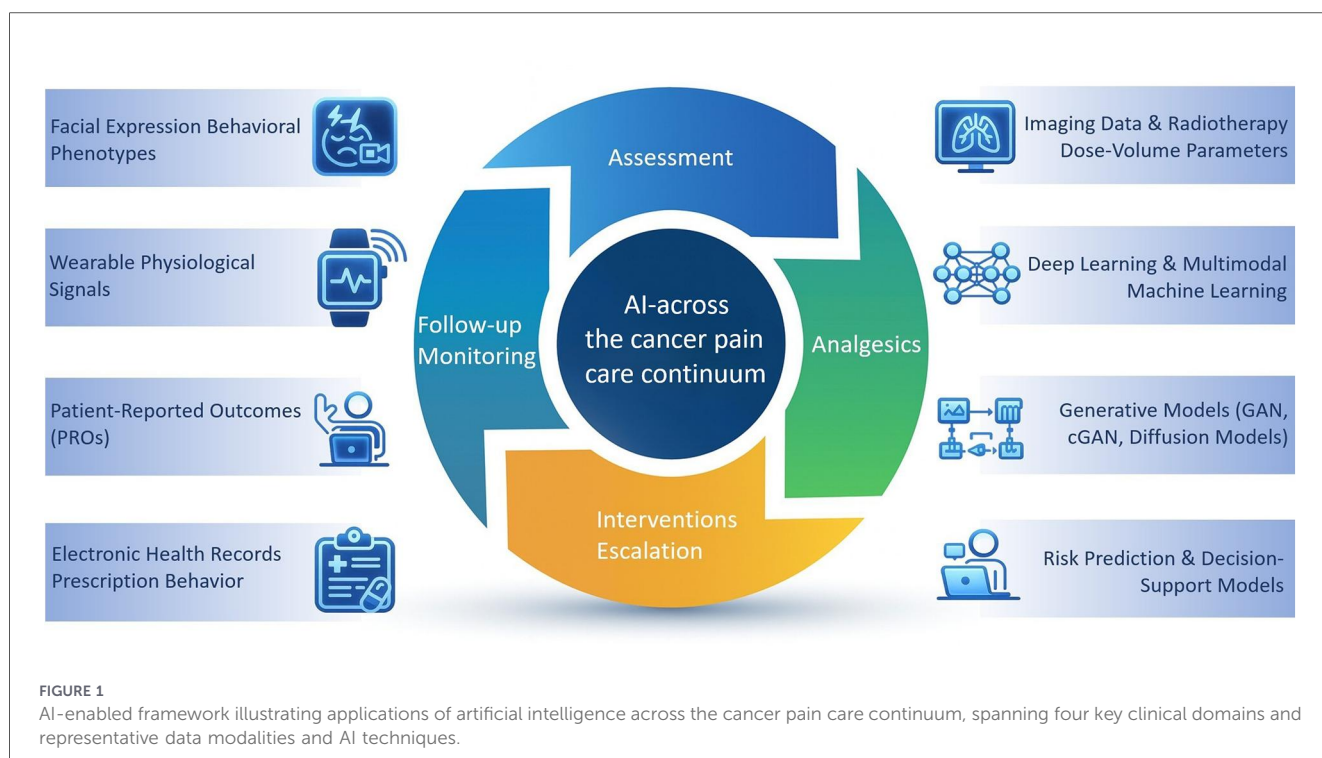 Facial Expression Behavioral
Phenotypes
Wearable Physiological
Signals
Patient-Reported Outcomes
(PROs)
Electronic Health Records
Prescription Behavior
Assessment
Follow-up
Monitoring
AI-across
the cancer pain
care continuum
Analgesics
Interventions
Escalation
Imaging Data & Radiotherapy
Dose-Volume Parameters
Deep Learning & Multimodal
Machine Learning
Generative Models (GAN,
cGAN, Diffusion Models)
Risk Prediction & Decision-
Support Models
FIGURE 1
AI-enabled framework illustrating applications of artificial intelligence across the cancer pain care continuum, spanning four key clinical domains and
representative data modalities and AI techniques.